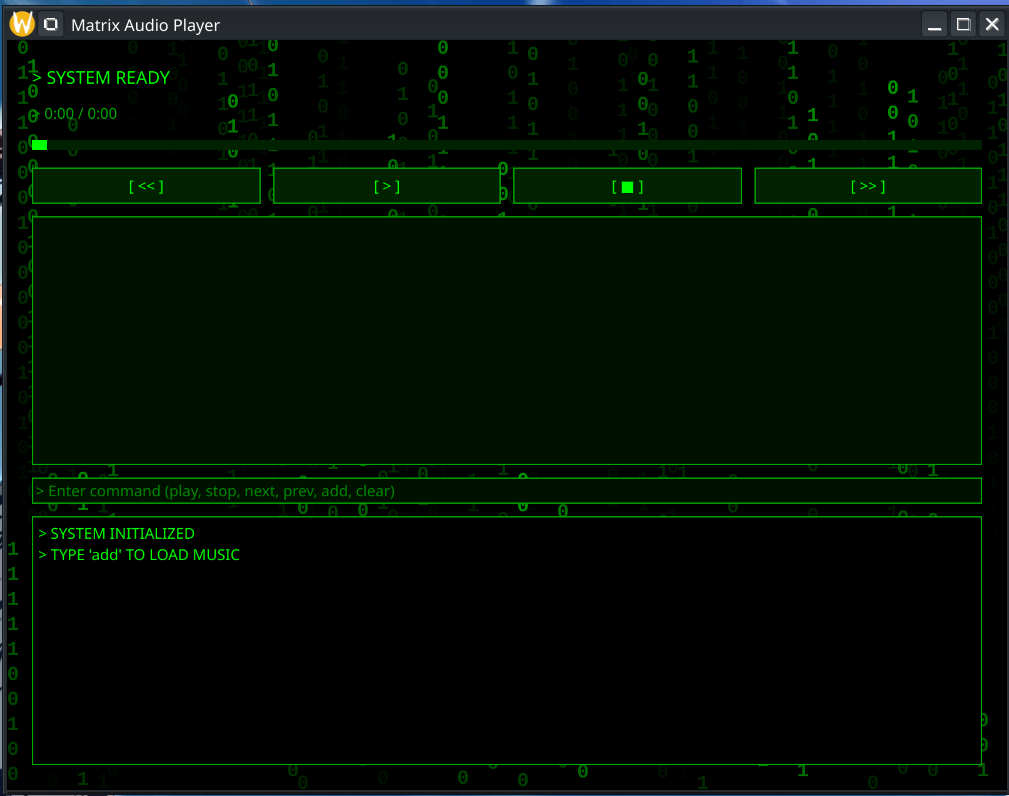 Matrix Audio Player
> SYSTEM READY
> 0:00 / 0:00
[ << ] [ > ] [ ■ ] [ >> ]
> Enter command (play, stop, next, prev, add, clear)
> SYSTEM INITIALIZED
> TYPE 'add' TO LOAD MUSIC